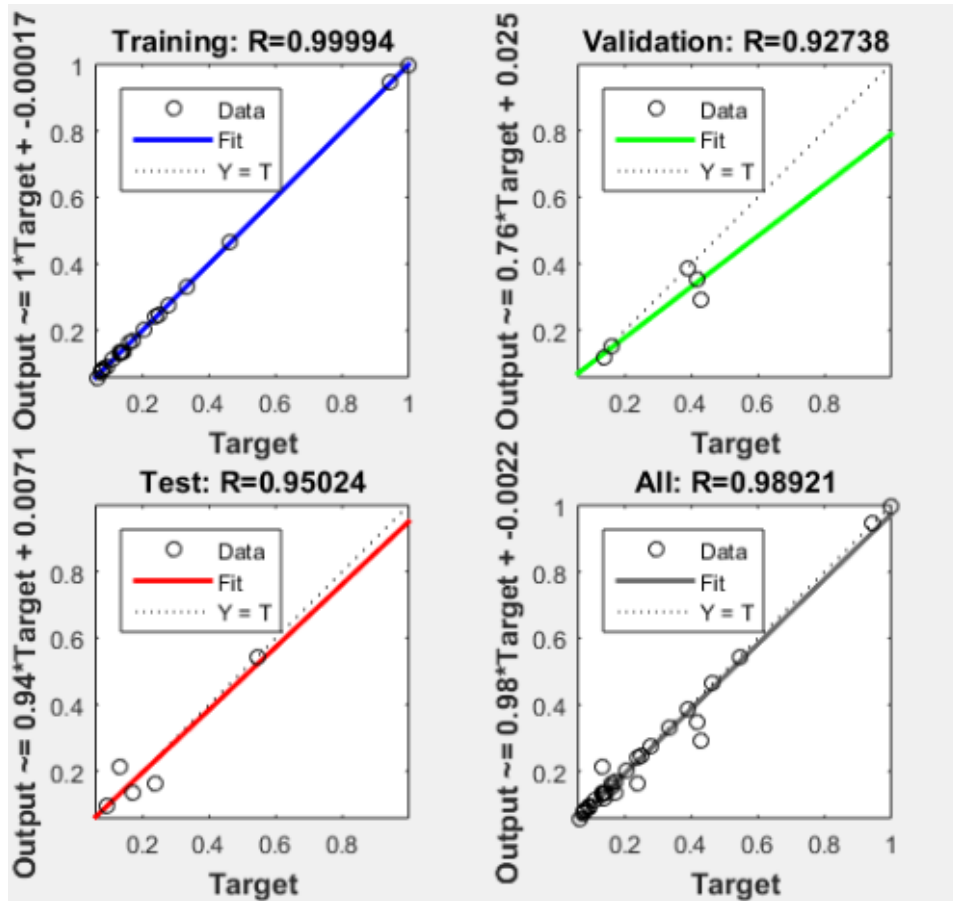 Training: R=0.99994
Output ~= 1*Target + -0.00017
1
0.8
0.6
0.4
0.2
Data
Fit
Y = T
0.2 0.4 0.6 0.8 1
Target
Validation: R=0.92738
Output ~= 0.76*Target + 0.025
0.8
0.6
0.4
0.2
Data
Fit
Y = T
0.2 0.4 0.6 0.8
Target
Test: R=0.95024
Output ~= 0.94*Target + 0.0071
0.8
0.6
0.4
0.2
Data
Fit
Y = T
0.2 0.4 0.6 0.8
Target
All: R=0.98921
Output ~= 0.98*Target + -0.0022
1
0.8
0.6
0.4
0.2
Data
Fit
Y = T
0.2 0.4 0.6 0.8 1
Target